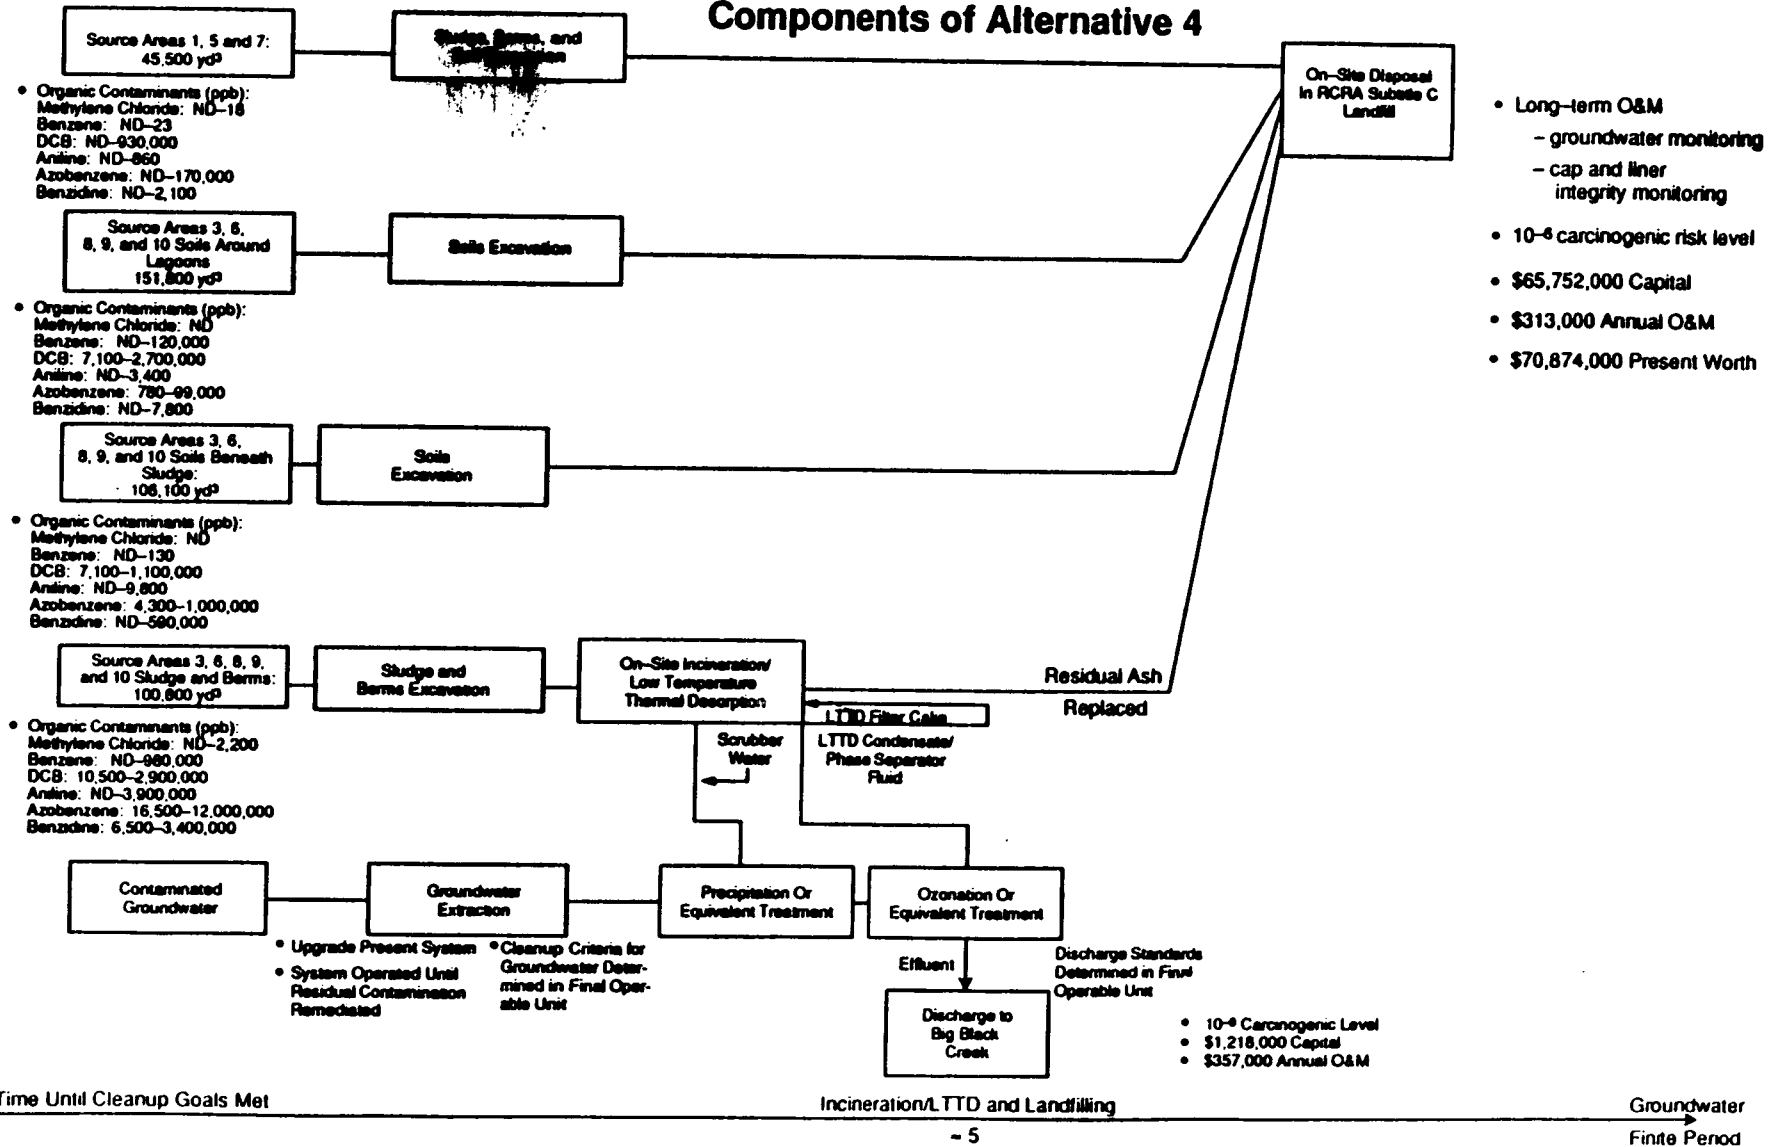 Components of Alternative 4
Source Areas 1, 5 and 7:
45,500 yd³
Sludge, Berms, and
Soil Excavation
On–Site Disposal
In RCRA Subtitle C
Landfill
• Organic Contaminants (ppb):
Methylene Chloride: ND–18
Benzene: ND–23
DCB: ND–930,000
Aniline: ND–860
Azobenzene: ND–170,000
Benzidine: ND–2,100
• Long–term O&M
– groundwater monitoring
– cap and liner
integrity monitoring
• 10–⁶ carcinogenic risk level
• $65,752,000 Capital
• $313,000 Annual O&M
• $70,874,000 Present Worth
Source Areas 3, 6,
8, 9, and 10 Soils Around
Lagoons
151,800 yd³
Soils Excavation
• Organic Contaminants (ppb):
Methylene Chloride: ND
Benzene: ND–120,000
DCB: 7,100–2,700,000
Aniline: ND–3,400
Azobenzene: 780–99,000
Benzidine: ND–7,800
Source Areas 3, 6,
8, 9, and 10 Soils Beneath
Sludge:
106,100 yd³
Soils
Excavation
• Organic Contaminants (ppb):
Methylene Chloride: ND
Benzene: ND–130
DCB: 7,100–1,100,000
Aniline: ND–9,800
Azobenzene: 4,300–1,000,000
Benzidine: ND–590,000
Source Areas 3, 6, 8, 9,
and 10 Sludge and Berms:
100,600 yd³
Sludge and
Berms Excavation
On–Site Incineration/
Low Temperature
Thermal Desorption
Residual Ash
Replaced
LTTD Filter Cake
Scrubber
Water
LTTD Condensate/
Phase Separator
Fluid
• Organic Contaminants (ppb):
Methylene Chloride: ND–2,200
Benzene: ND–980,000
DCB: 10,500–2,900,000
Aniline: ND–3,900,000
Azobenzene: 16,500–12,000,000
Benzidine: 6,500–3,400,000
Contaminated
Groundwater
Groundwater
Extraction
Precipitation Or
Equivalent Treatment
Ozonation Or
Equivalent Treatment
• Upgrade Present System
• System Operated Until
Residual Contamination
Remediated
• Cleanup Criteria for
Groundwater Deter-
mined in Final Oper-
able Unit
Effluent
Discharge Standards
Determined in Final
Operable Unit
Discharge to
Big Black
Creek
• 10–⁶ Carcinogenic Level
• $1,218,000 Capital
• $357,000 Annual O&M
Time Until Cleanup Goals Met
Incineration/LTTD and Landfilling
~ 5
Groundwater
Finite Period